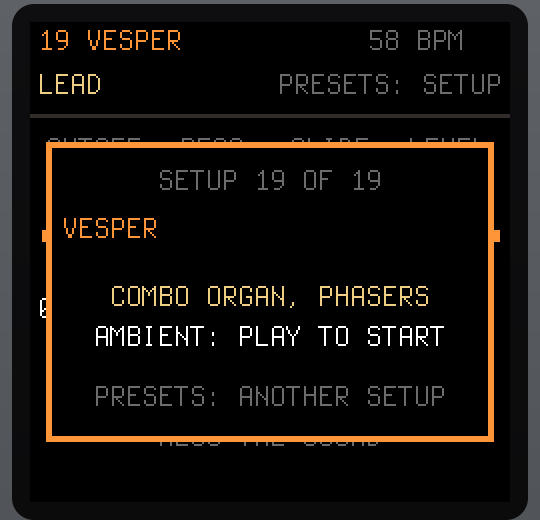 19 VESPER 58 BPM
LEAD PRESETS: SETUP
SETUP 19 OF 19
VESPER
COMBO ORGAN, PHASERS
AMBIENT: PLAY TO START
PRESETS: ANOTHER SETUP